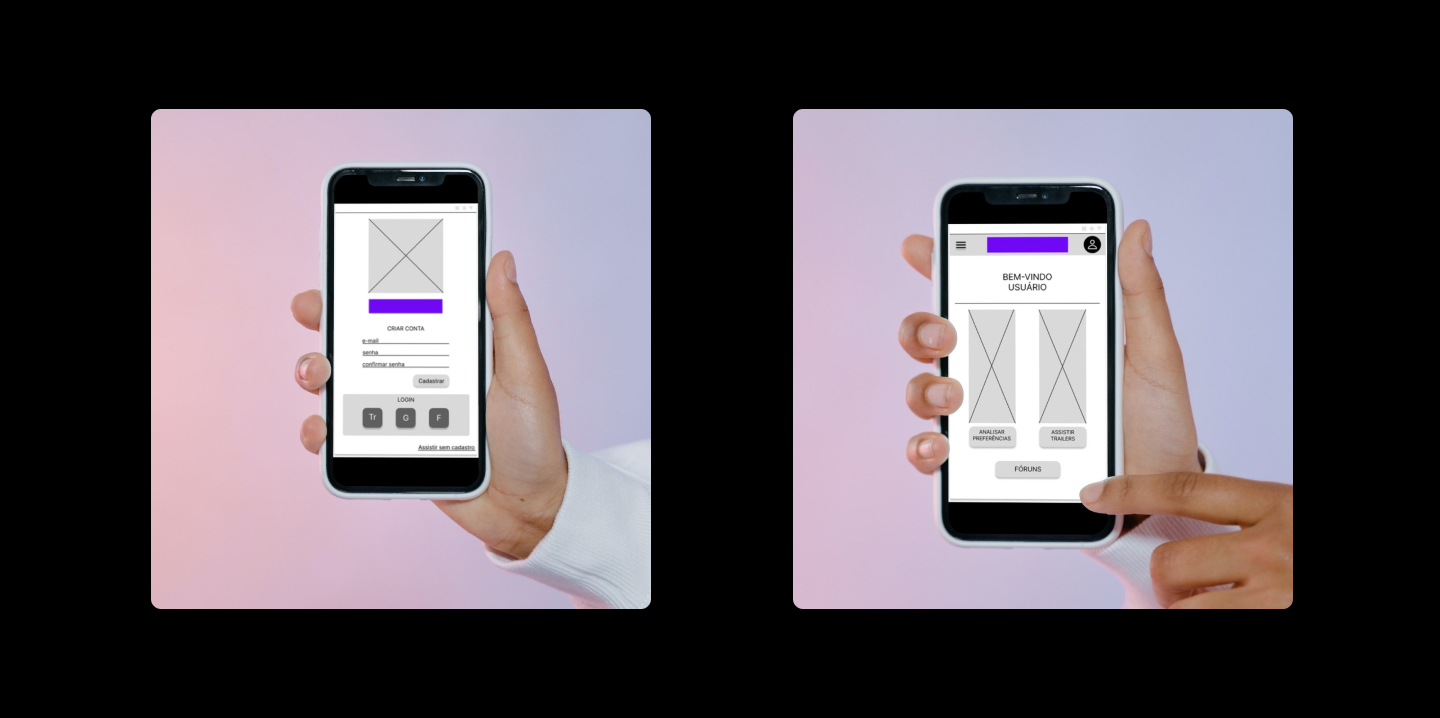 CRIAR CONTA
e-mail
senha
confirmar senha
Cadastrar
LOGIN
Tr
G
F
Assistir sem cadastro
BEM-VINDO
USUÁRIO
ANALISAR
PREFERÊNCIAS
ASSISTIR
TRAILERS
FÓRUNS